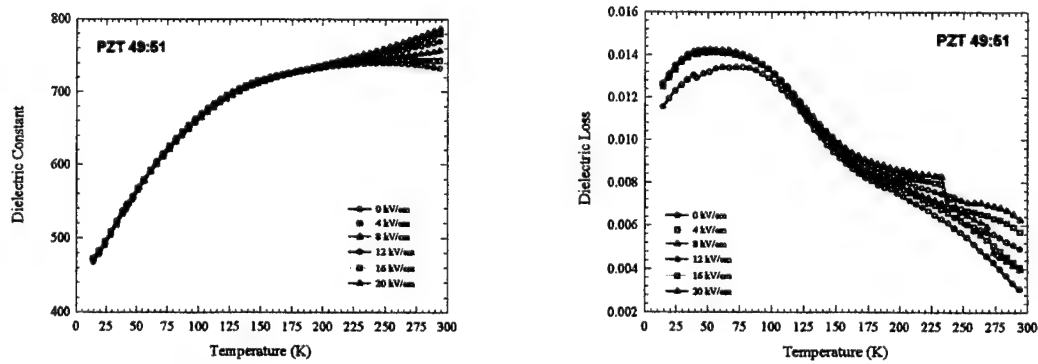 800
700
600
500
400
Dielectric Constant
PZT 49:51
0 kV/cm
4 kV/cm
8 kV/cm
12 kV/cm
16 kV/cm
20 kV/cm
0 25 50 75 100 125 150 175 200 225 250 275 300
Temperature (K)
0.016
0.014
0.012
0.010
0.008
0.006
0.004
0.002
Dielectric Loss
PZT 49:51
0 kV/cm
4 kV/cm
8 kV/cm
12 kV/cm
16 kV/cm
20 kV/cm
0 25 50 75 100 125 150 175 200 225 250 275 300
Temperature (K)